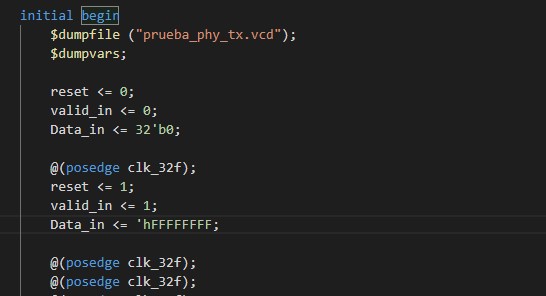 initial begin
$dumpfile ("prueba_phy_tx.vcd");
$dumpvars;
reset <= 0;
valid_in <= 0;
Data_in <= 32'b0;
@(posedge clk_32f);
reset <= 1;
valid_in <= 1;
Data_in <= 'hFFFFFFFF;
@(posedge clk_32f);
@(posedge clk_32f);